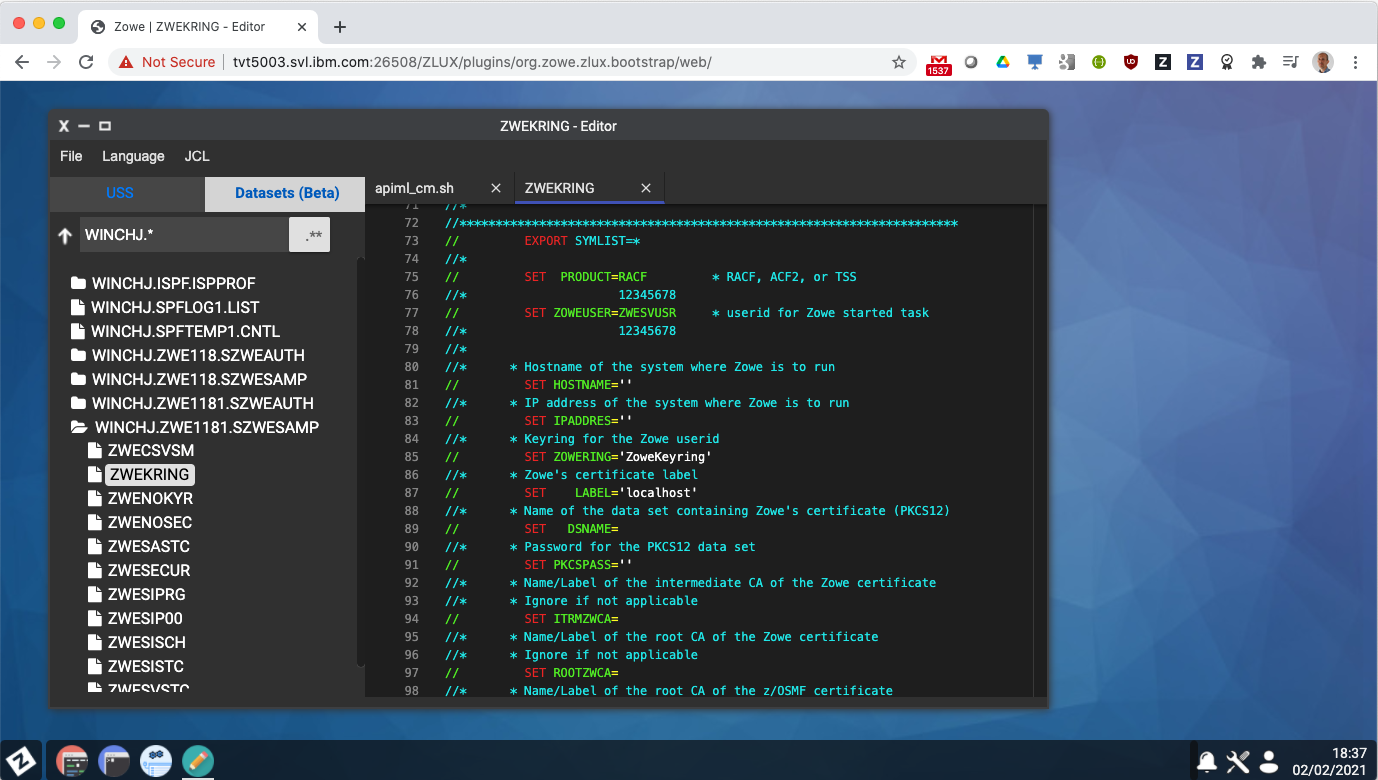 Zowe | ZWEKRING - Editor
Not Secure
tvt5003.svl.ibm.com:26508/ZLUX/plugins/org.zowe.zlux.bootstrap/web/
1537
ZWEKRING - Editor
File Language JCL
USS Datasets (Beta)
WINCHJ.* .**
WINCHJ.ISPF.ISPPROF
WINCHJ.SPFLOG1.LIST
WINCHJ.SPFTEMP1.CNTL
WINCHJ.ZWE118.SZWEAUTH
WINCHJ.ZWE118.SZWESAMP
WINCHJ.ZWE1181.SZWEAUTH
WINCHJ.ZWE1181.SZWESAMP
ZWECSVSM
ZWEKRING
ZWENOKYR
ZWENOSEC
ZWESASTC
ZWESECUR
ZWESIPRG
ZWESIP00
ZWESISCH
ZWESISTC
ZWESVSTC
apiml_cm.sh ZWEKRING
71 //*
72 //*********************************************************************
73 // EXPORT SYMLIST=*
74 //*
75 // SET PRODUCT=RACF * RACF, ACF2, or TSS
76 //* 12345678
77 // SET ZOWEUSER=ZWESVUSR * userid for Zowe started task
78 //* 12345678
79 //*
80 //* * Hostname of the system where Zowe is to run
81 // SET HOSTNAME=''
82 //* * IP address of the system where Zowe is to run
83 // SET IPADDRES=''
84 //* * Keyring for the Zowe userid
85 // SET ZOWERING='ZoweKeyring'
86 //* * Zowe's certificate label
87 // SET LABEL='localhost'
88 //* * Name of the data set containing Zowe's certificate (PKCS12)
89 // SET DSNAME=
90 //* * Password for the PKCS12 data set
91 // SET PKCSPASS=''
92 //* * Name/Label of the intermediate CA of the Zowe certificate
93 //* * Ignore if not applicable
94 // SET ITRMZWCA=
95 //* * Name/Label of the root CA of the Zowe certificate
96 //* * Ignore if not applicable
97 // SET ROOTZWCA=
98 //* * Name/Label of the root CA of the z/OSMF certificate
18:37
02/02/2021